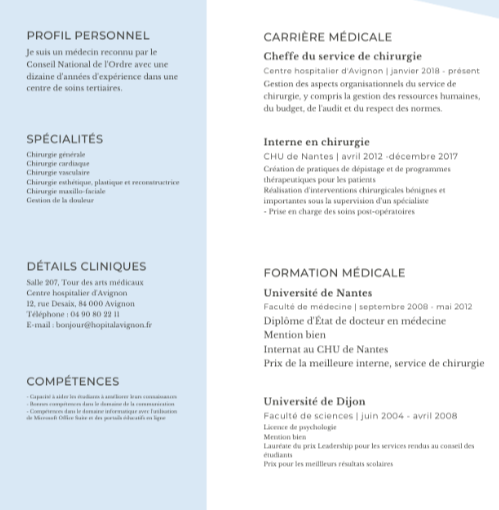 PROFIL PERSONNEL
Je suis un médecin reconnu par le
Conseil National de l'Ordre avec une
dizaine d'années d'expérience dans une
centre de soins tertiaires.
SPÉCIALITÉS
Chirurgie générale
Chirurgie cardiaque
Chirurgie vasculaire
Chirurgie esthétique, plastique et reconstructrice
Chirurgie maxillo-faciale
Gestion de la douleur
DÉTAILS CLINIQUES
Salle 207, Tour des arts médicaux
Centre hospitalier d'Avignon
12, rue Desaix, 84 000 Avignon
Téléphone : 04 90 80 22 11
E-mail : bonjour@hopitalavignon.fr
COMPÉTENCES
- Capacité à aider les étudiants à améliorer leurs connaissances
- Bonnes compétences dans le domaine de la communication
- Compétences dans le domaine informatique avec l'utilisation
de Microsoft Office Suite et des portails éducatifs en ligne
CARRIÈRE MÉDICALE
Cheffe du service de chirurgie
Centre hospitalier d'Avignon | janvier 2018 - présent
Gestion des aspects organisationnels du service de
chirurgie, y compris la gestion des ressources humaines,
du budget, de l'audit et du respect des normes.
Interne en chirurgie
CHU de Nantes | avril 2012 -décembre 2017
Création de pratiques de dépistage et de programmes
thérapeutiques pour les patients
Réalisation d'interventions chirurgicales bénignes et
importantes sous la supervision d'un spécialiste
- Prise en charge des soins post-opératoires
FORMATION MÉDICALE
Université de Nantes
Faculté de médecine | septembre 2008 - mai 2012
Diplôme d'État de docteur en médecine
Mention bien
Internat au CHU de Nantes
Prix de la meilleure interne, service de chirurgie
Université de Dijon
Faculté de sciences | juin 2004 - avril 2008
Licence de psychologie
Mention bien
Lauréate du prix Leadership pour les services rendus au conseil des
étudiants
Prix pour les meilleurs résultats scolaires